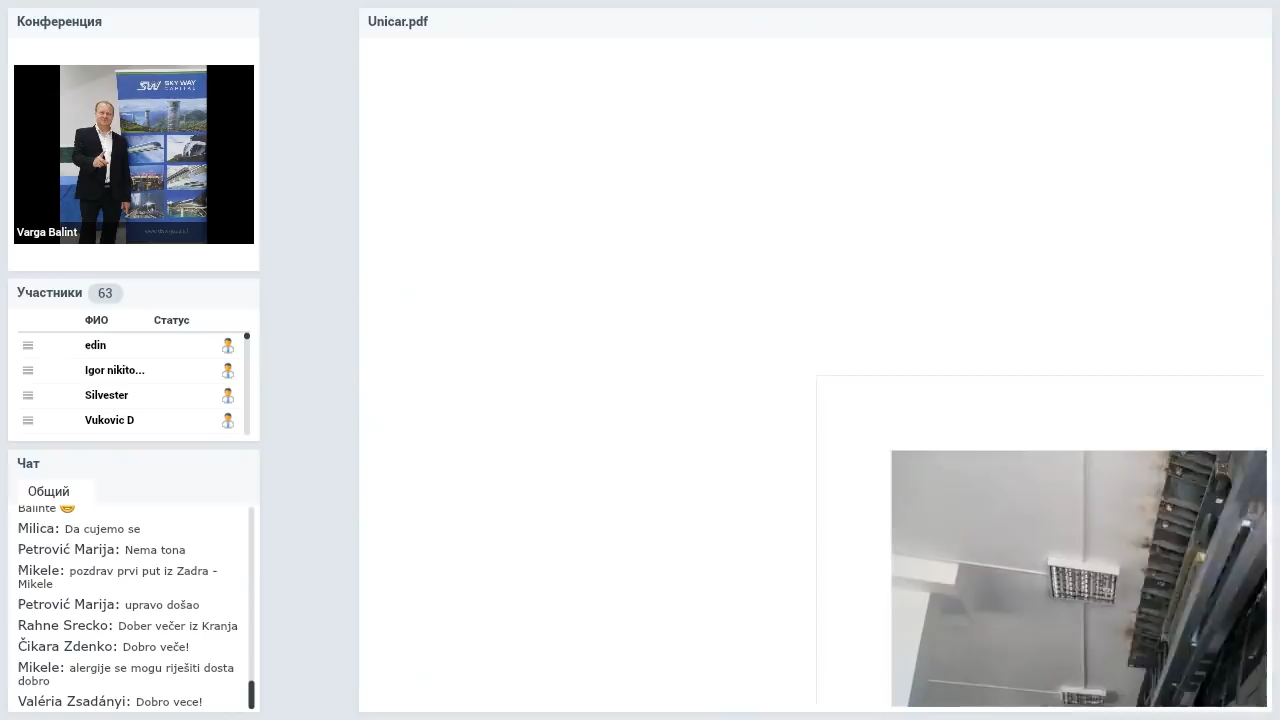 Конференция
SKY WAY
CAPITAL
Varga Balint
Участники 63
ФИО Статус
edin
Igor nikito...
Silvester
Vukovic D
Чат
Общий
Balinte
Milica: Da cujemo se
Petrović Marija: Nema tona
Mikele: pozdrav prvi put iz Zadra -
Mikele
Petrović Marija: upravo došao
Rahne Srecko: Dober večer iz Kranja
Čikara Zdenko: Dobro veče!
Mikele: alergije se mogu riješiti dosta
dobro
Valéria Zsadányi: Dobro vece!
Unicar.pdf